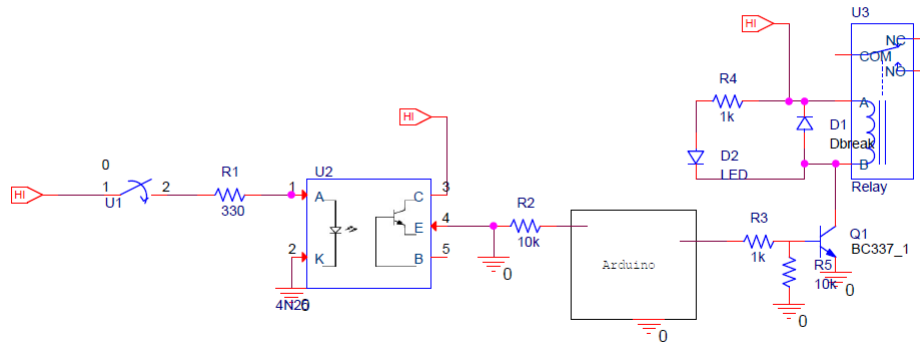 U3
HI
NC
COM
NO
R4
1k
A
D1
Dbreak
HI
D2
LED
B
Relay
0
U2
R1
HI
1
2
U1
330
1
A
C
3
R2
E
4
10k
2
K
B
5
4N25
0
0
Arduino
R3
1k
Q1
BC337_1
R5
10k
0
0
0